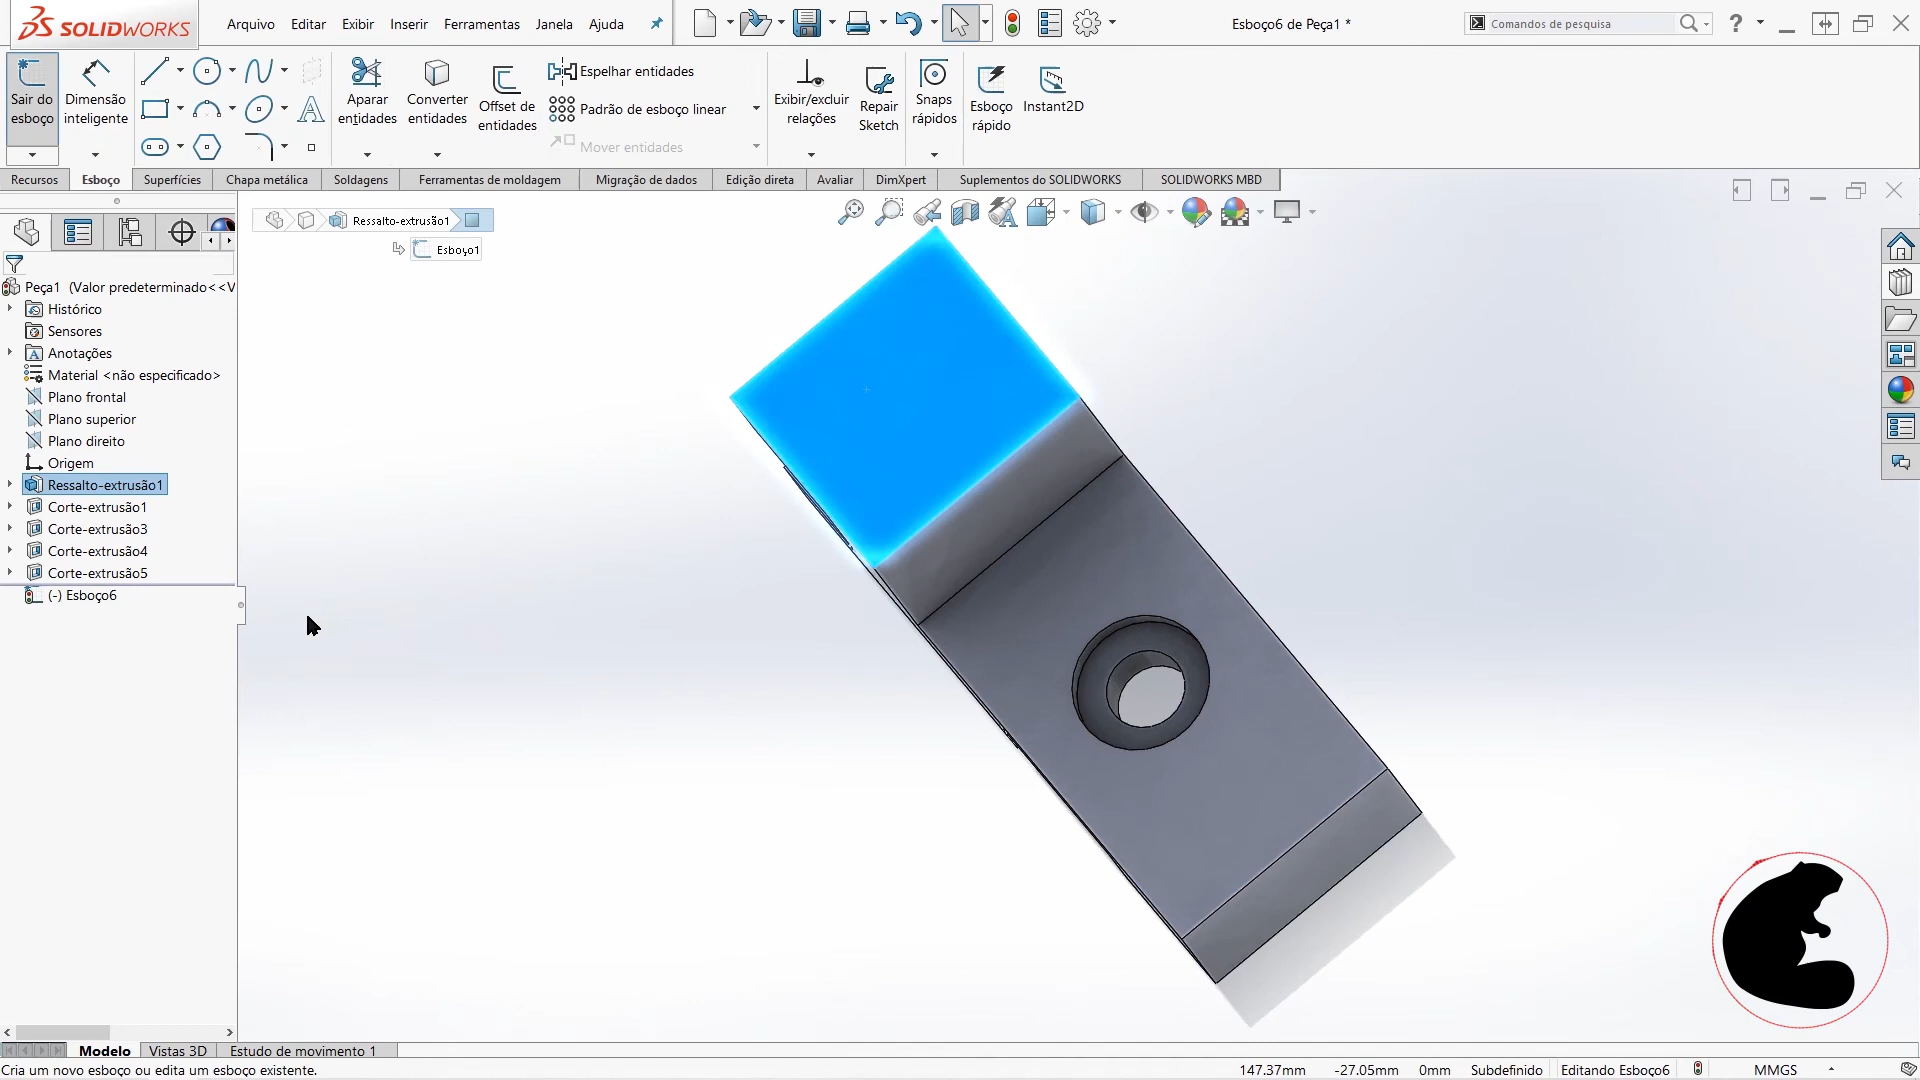 SOLIDWORKS
Arquivo Editar Exibir Inserir Ferramentas Janela Ajuda
Esboço6 de Peça1 *
Comandos de pesquisa
Sair do esboço
Dimensão inteligente
Aparar entidades
Converter entidades
Offset de entidades
Espelhar entidades
Padrão de esboço linear
Mover entidades
Exibir/excluir relações
Repair Sketch
Snaps rápidos
Esboço rápido
Instant2D
Recursos Esboço Superfícies Chapa metálica Soldagens Ferramentas de moldagem Migração de dados Edição direta Avaliar DimXpert Suplementos do SOLIDWORKS SOLIDWORKS MBD
Ressalto-extrusão1
Esboço1
Peça1 (Valor predeterminado<<V
Histórico
Sensores
Anotações
Material <não especificado>
Plano frontal
Plano superior
Plano direito
Origem
Ressalto-extrusão1
Corte-extrusão1
Corte-extrusão3
Corte-extrusão4
Corte-extrusão5
(-) Esboço6
Modelo Vistas 3D Estudo de movimento 1
Cria um novo esboço ou edita um esboço existente.
147.37mm -27.05mm 0mm Subdefinido Editando Esboço6 MMGS